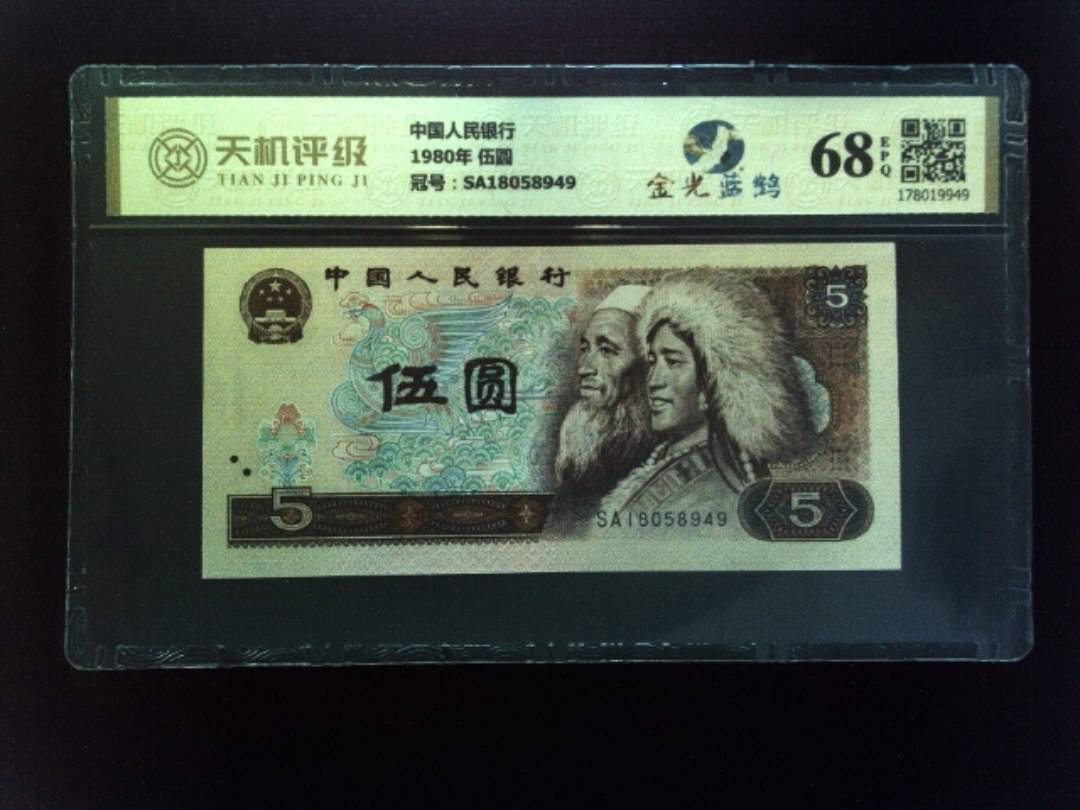 天机评级
TIAN JI PING JI
中国人民银行
1980年 伍圆
冠号：SA18058949
金光蓝鹤
68
EPQ
178019949
中国人民银行
5
伍圆
5
SA18058949
5